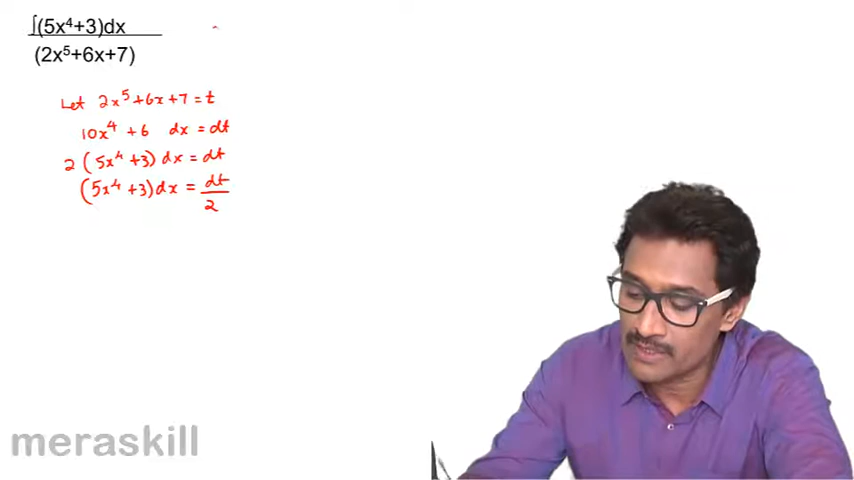 ∫(5x⁴+3)dx
(2x⁵+6x+7)
Let 2x⁵+6x+7=t
10x⁴+6 dx=dt
2(5x⁴+3)dx=dt
(5x⁴+3)dx=dt
2
meraskill